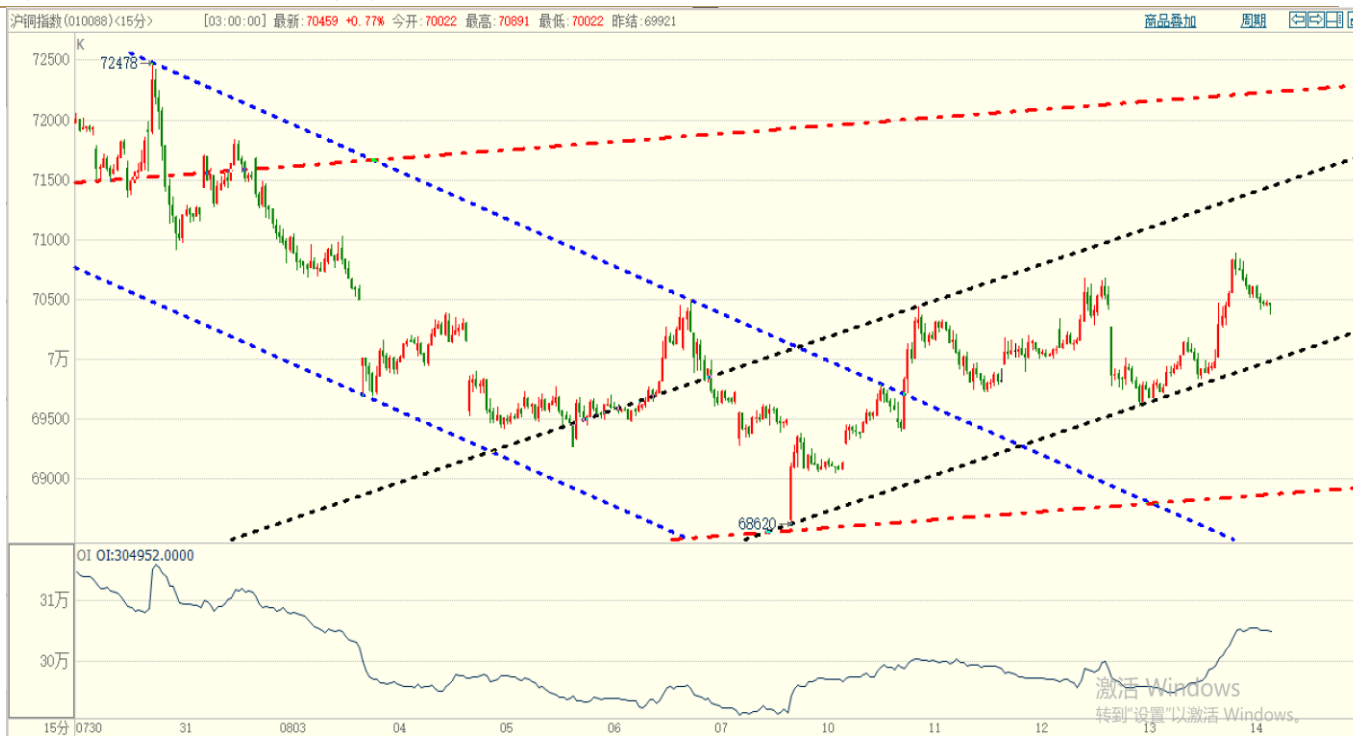 沪铜指数(010088)<15分> [03:00:00] 最新:70459 +0.77% 今开:70022 最高:70891 最低:70022 昨结:69921 商品叠加 周期
K
72500
72478
72000
71500
71000
70500
7万
69500
69000
68620
OI OI:304952.0000
31万
30万
激活 Windows
转到"设置"以激活 Windows。
15分 0730 31 0803 04 05 06 07 10 11 12 13 14